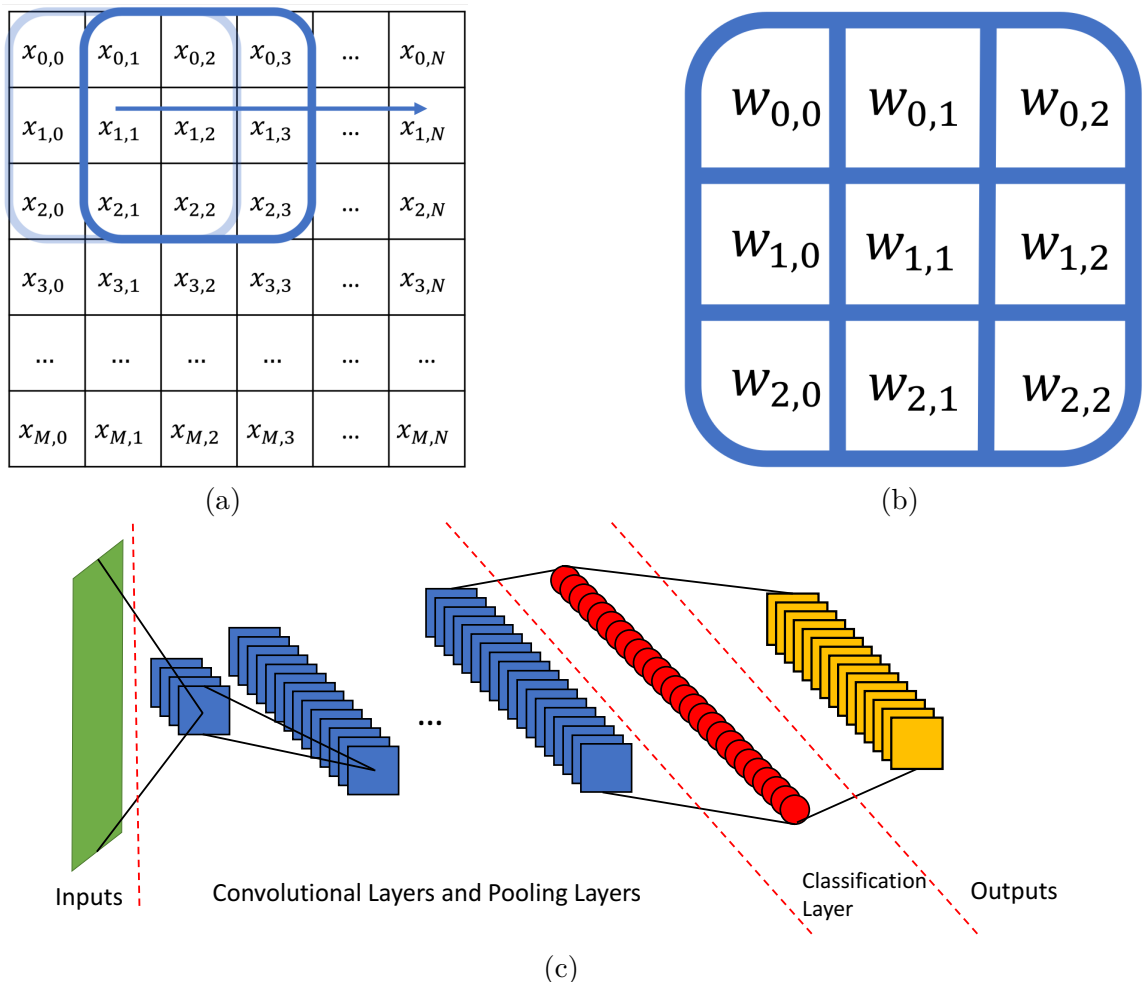 x0,0 x0,1 x0,2 x0,3 ... x0,N
x1,0 x1,1 x1,2 x1,3 ... x1,N
x2,0 x2,1 x2,2 x2,3 ... x2,N
x3,0 x3,1 x3,2 x3,3 ... x3,N
... ... ... ... ... ...
xM,0 xM,1 xM,2 xM,3 ... xM,N
(a)
w0,0 w0,1 w0,2
w1,0 w1,1 w1,2
w2,0 w2,1 w2,2
(b)
...
Inputs
Convolutional Layers and Pooling Layers
Classification
Layer
Outputs
(c)